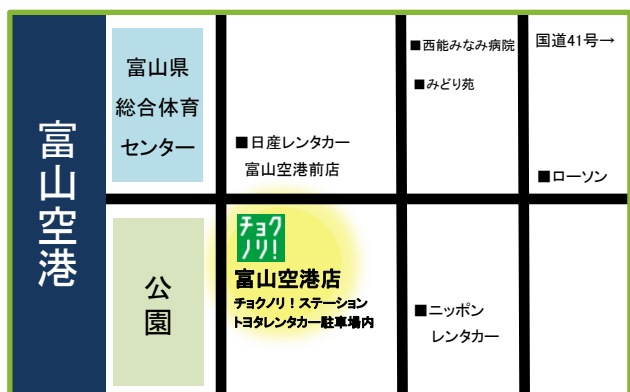 富山空港
富山県
総合体育
センター
■日産レンタカー
富山空港前店
■西能みなみ病院
■みどり苑
国道41号→
■ローソン
公
園
チョク
ノリ!
富山空港店
チョクノリ!ステーション
トヨタレンタカー駐車場内
■ニッポン
レンタカー